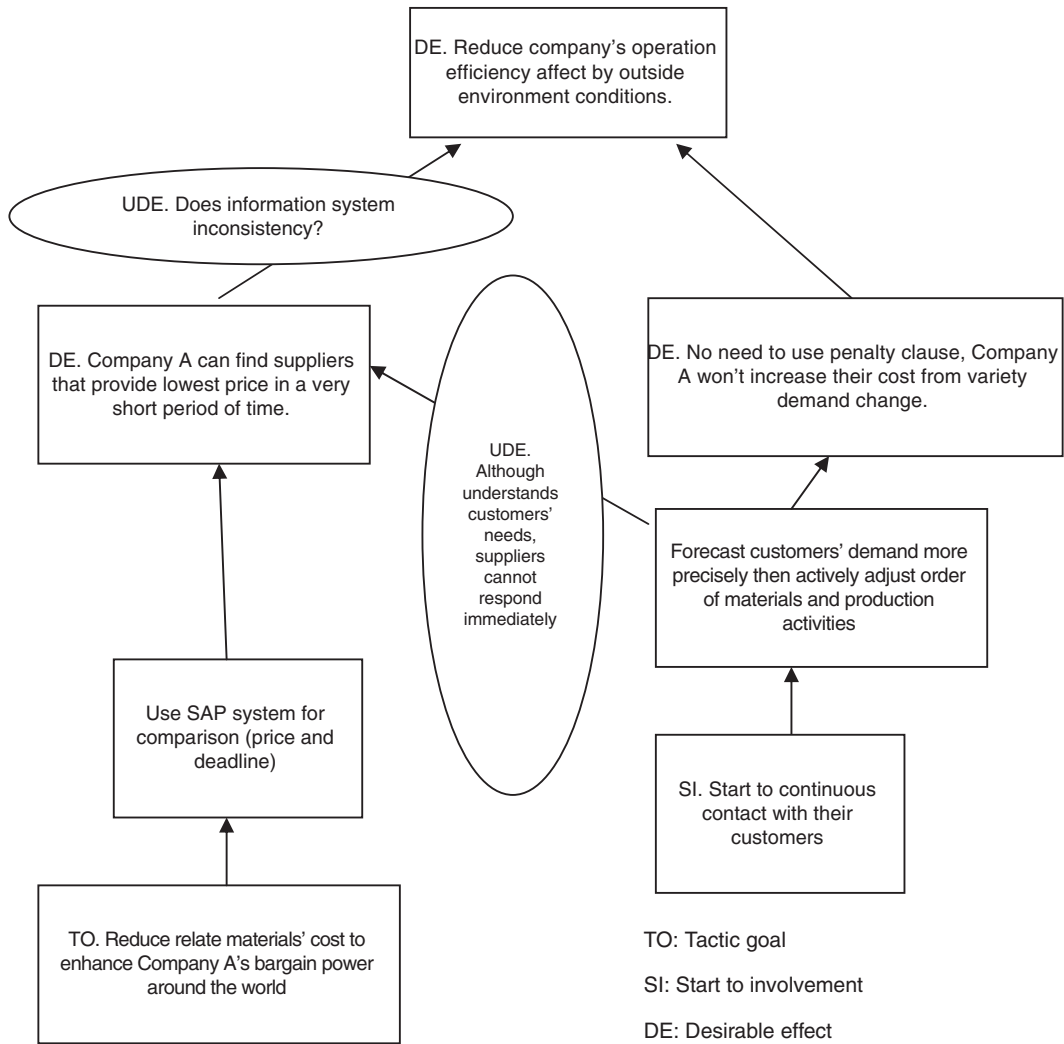 DE. Reduce company's operation
efficiency affect by outside
environment conditions.
UDE. Does information system
inconsistency?
DE. Company A can find suppliers
that provide lowest price in a very
short period of time.
DE. No need to use penalty clause, Company
A won't increase their cost from variety
demand change.
UDE.
Although
understands
customers'
needs,
suppliers
cannot
respond
immediately
Forecast customers' demand more
precisely then actively adjust order
of materials and production
activities
Use SAP system for
comparison (price and
deadline)
SI. Start to continuous
contact with their
customers
TO. Reduce relate materials' cost to
enhance Company A's bargain power
around the world
TO: Tactic goal
SI: Start to involvement
DE: Desirable effect